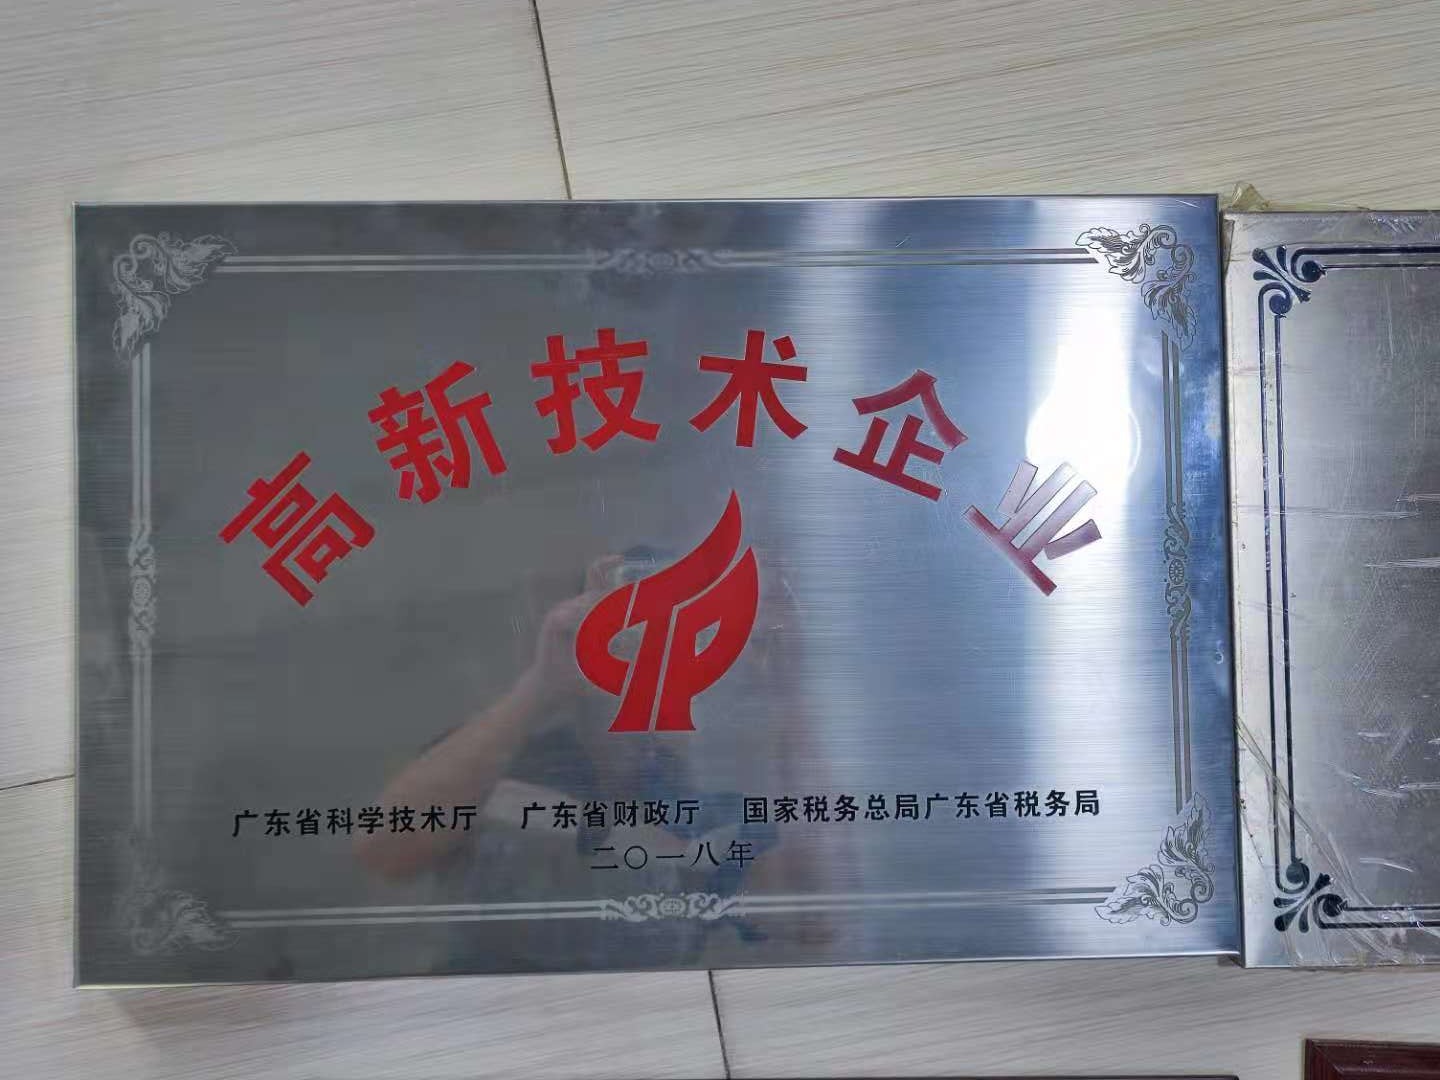 高新技术企业
广东省科学技术厅 广东省财政厅 国家税务总局广东省税务局
二〇一八年